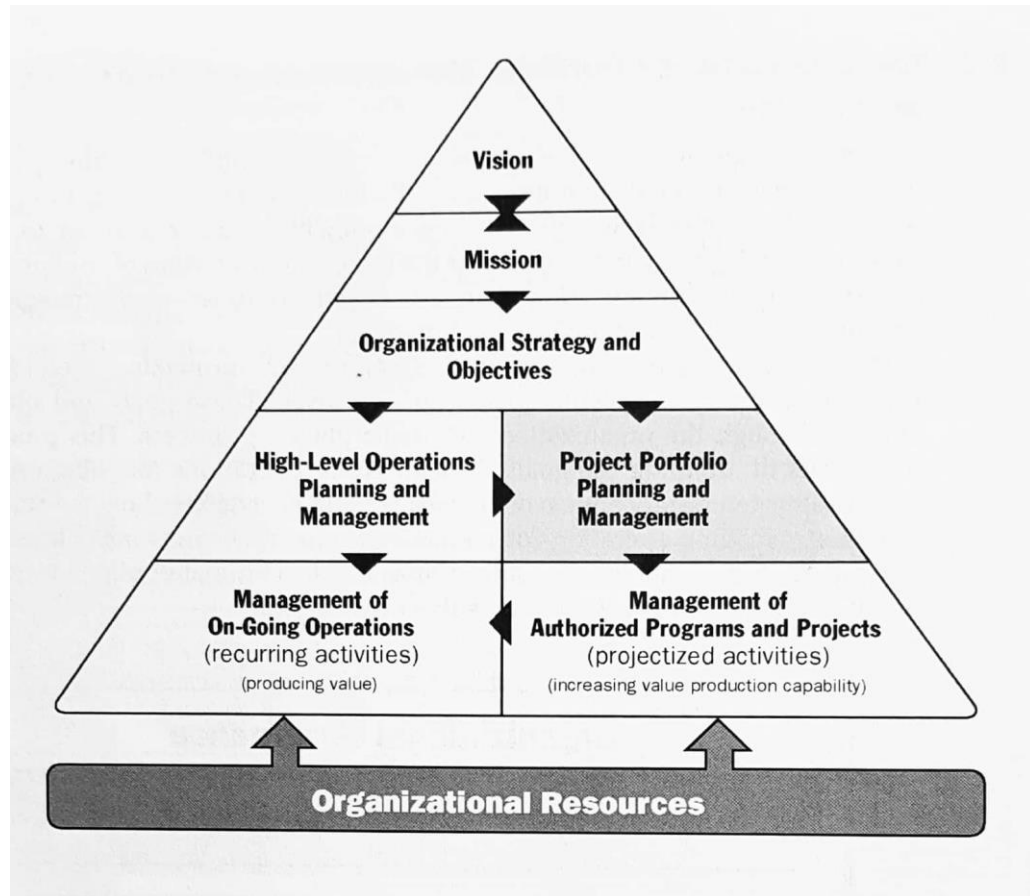 Vision
Mission
Organizational Strategy and
Objectives
High-Level Operations
Planning and
Management
Project Portfolio
Planning and
Management
Management of
On-Going Operations
(recurring activities)
(producing value)
Management of
Authorized Programs and Projects
(projectized activities)
(increasing value production capability)
Organizational Resources